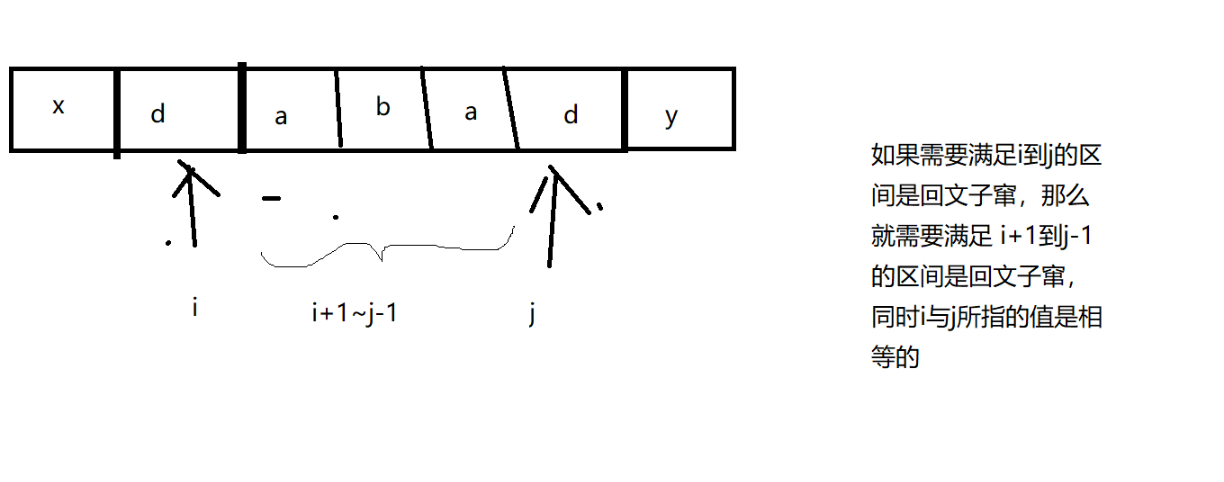 x d a b a d y
i i+1~j-1 j
如果需要满足i到j的区
间是回文子窜，那么
就需要满足 i+1到j-1
的区间是回文子窜，
同时i与j所指的值是相
等的